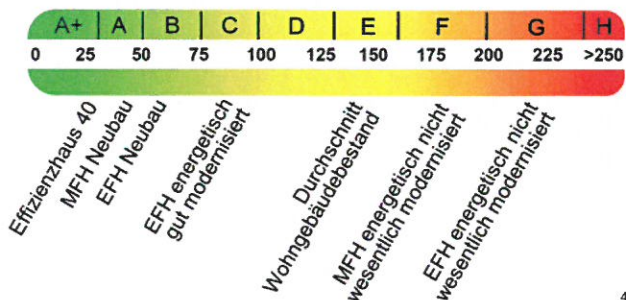 A+ A B C D E F G H
0 25 50 75 100 125 150 175 200 225 >250
Effizienzhaus 40
MFH Neubau
EFH Neubau
EFH energetisch
gut modernisiert
Durchschnitt
Wohngebäudebestand
MFH energetisch nicht
wesentlich modernisiert
EFH energetisch nicht
wesentlich modernisiert
4